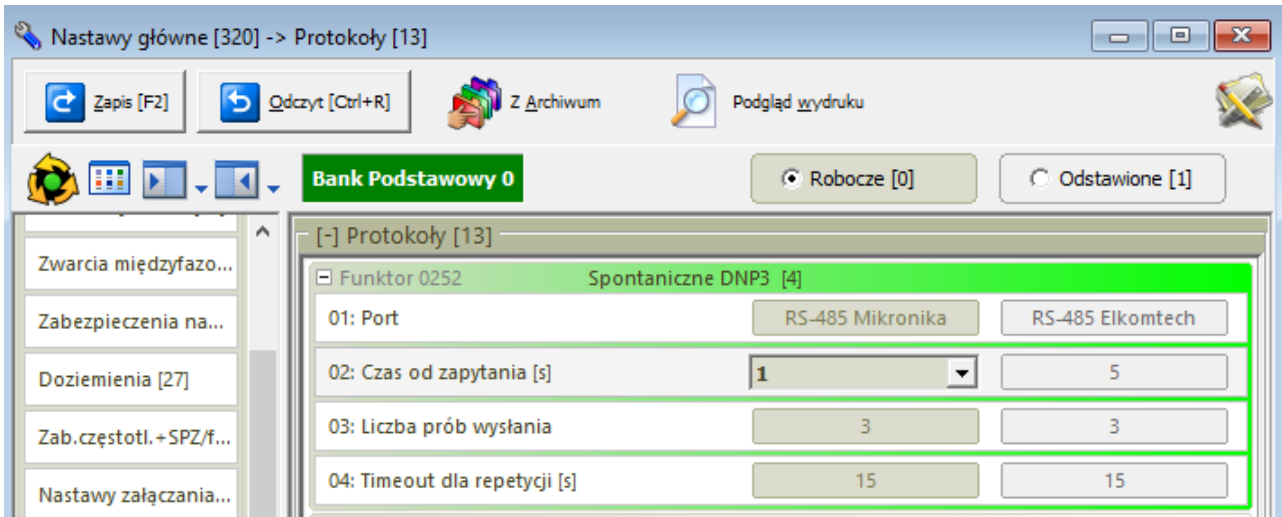 Nastawy główne [320] -> Protokoły [13]
Zapis [F2] Odczyt [Ctrl+R] Z Archiwum Podgląd wydruku
Bank Podstawowy 0 Robocze [0] Odstawione [1]
[-] Protokoły [13]
Zwarcia międzyfazo...
Funktor 0252 Spontaniczne DNP3 [4]
Zabezpieczenia na...
01: Port RS-485 Mikronika RS-485 Elkomtech
Doziemienia [27]
02: Czas od zapytania [s] 1 5
Zab.częstotl.+SPZ/f...
03: Liczba prób wysłania 3 3
Nastawy załączania...
04: Timeout dla repetycji [s] 15 15